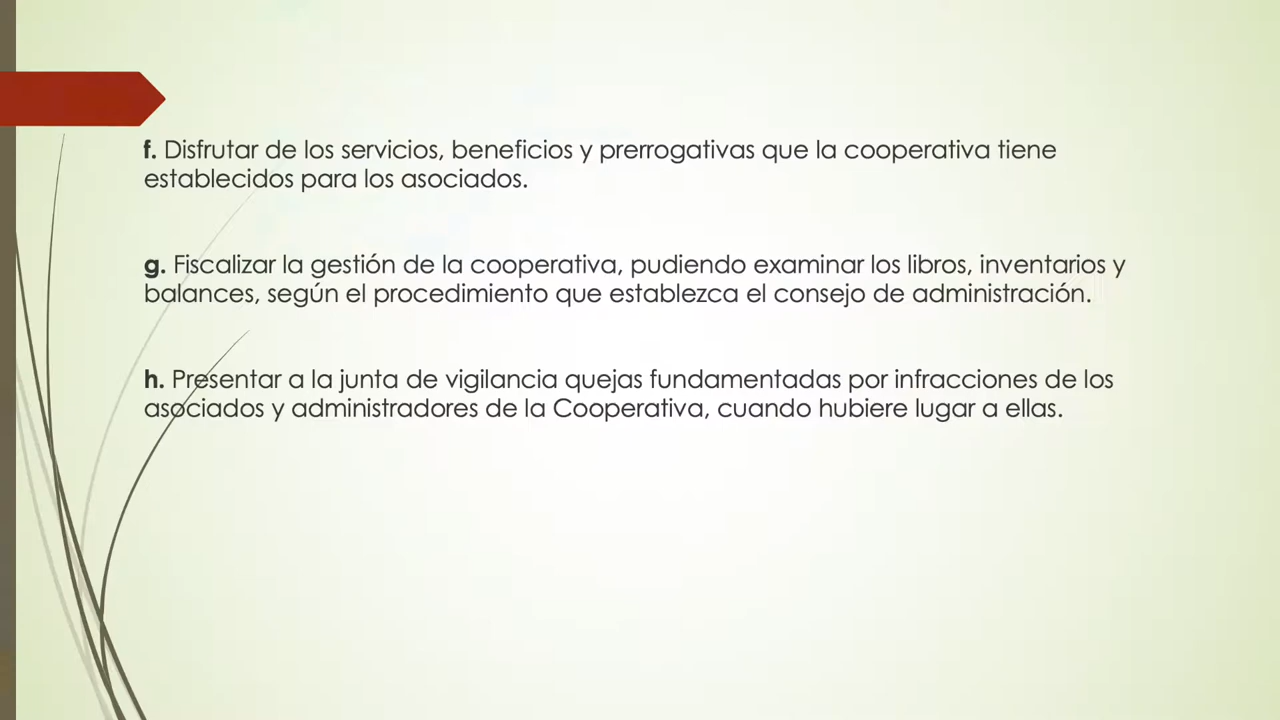 f. Disfrutar de los servicios, beneficios y prerrogativas que la cooperativa tiene
establecidos para los asociados.
g. Fiscalizar la gestión de la cooperativa, pudiendo examinar los libros, inventarios y
balances, según el procedimiento que establezca el consejo de administración.
h. Presentar a la junta de vigilancia quejas fundamentadas por infracciones de los
asociados y administradores de la Cooperativa, cuando hubiere lugar a ellas.